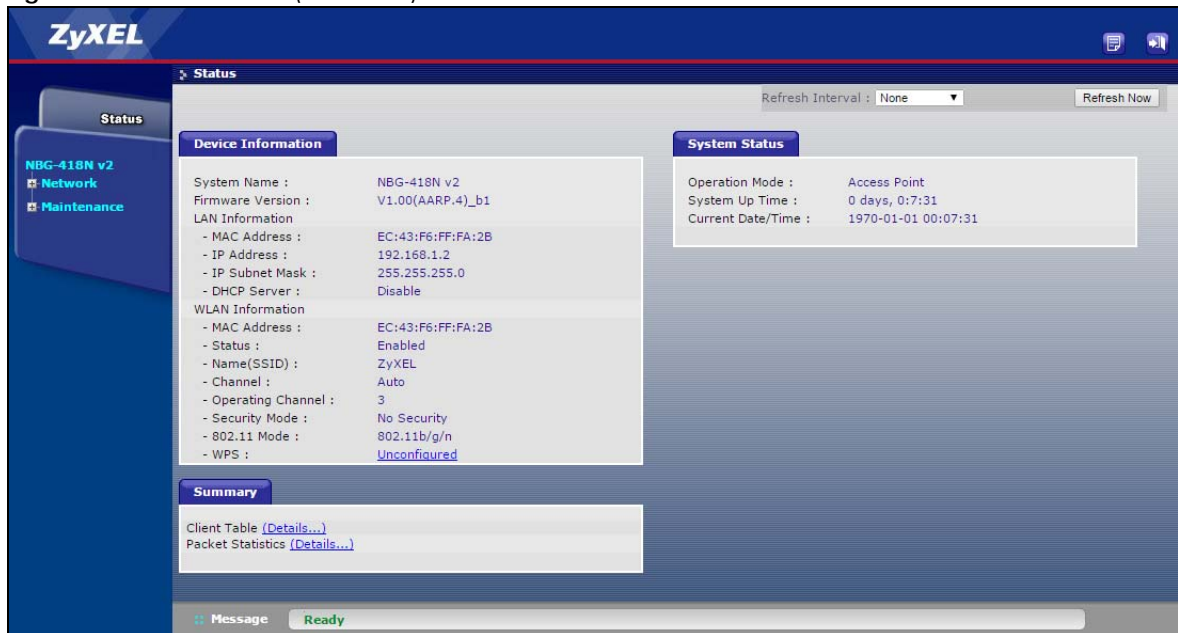 ZyXEL
Status
Refresh Interval : None
Refresh Now
Status
NBG-418N v2
Network
Maintenance
Device Information
System Name : NBG-418N v2
Firmware Version : V1.00(AARP.4)_b1
LAN Information
- MAC Address : EC:43:F6:FF:FA:2B
- IP Address : 192.168.1.2
- IP Subnet Mask : 255.255.255.0
- DHCP Server : Disable
WLAN Information
- MAC Address : EC:43:F6:FF:FA:2B
- Status : Enabled
- Name(SSID) : ZyXEL
- Channel : Auto
- Operating Channel : 3
- Security Mode : No Security
- 802.11 Mode : 802.11b/g/n
- WPS : Unconfigured
System Status
Operation Mode : Access Point
System Up Time : 0 days, 0:7:31
Current Date/Time : 1970-01-01 00:07:31
Summary
Client Table (Details...)
Packet Statistics (Details...)
:: Message Ready